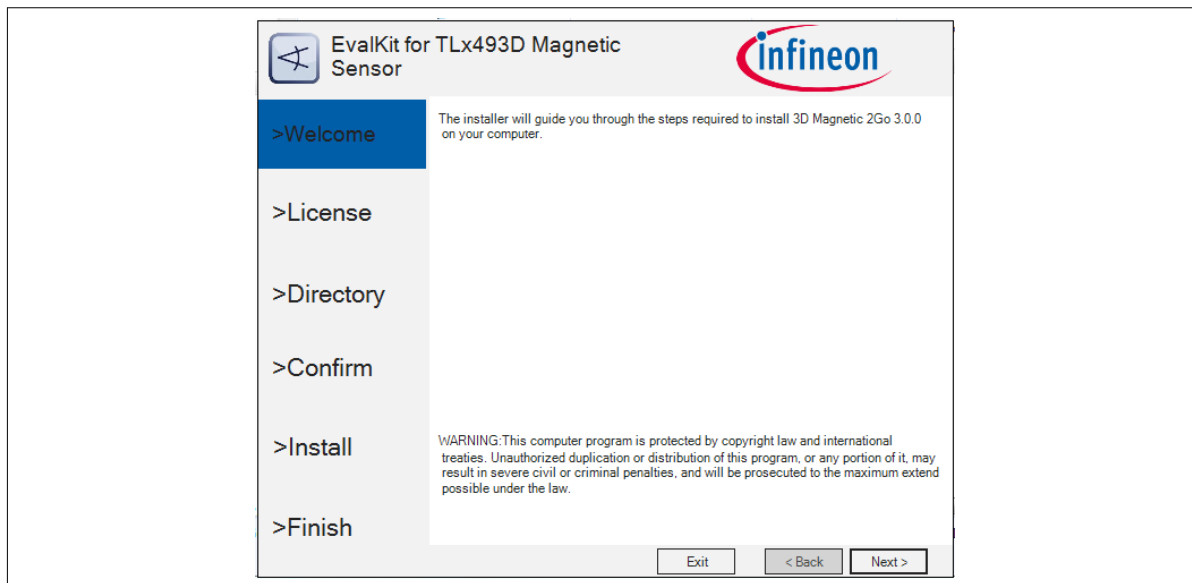 EvalKit for TLx493D Magnetic
Sensor
infineon
>Welcome
The installer will guide you through the steps required to install 3D Magnetic 2Go 3.0.0
on your computer.
>License
>Directory
>Confirm
>Install
WARNING:This computer program is protected by copyright law and international
treaties. Unauthorized duplication or distribution of this program, or any portion of it, may
result in severe civil or criminal penalties, and will be prosecuted to the maximum extend
possible under the law.
>Finish
Exit
< Back
Next >